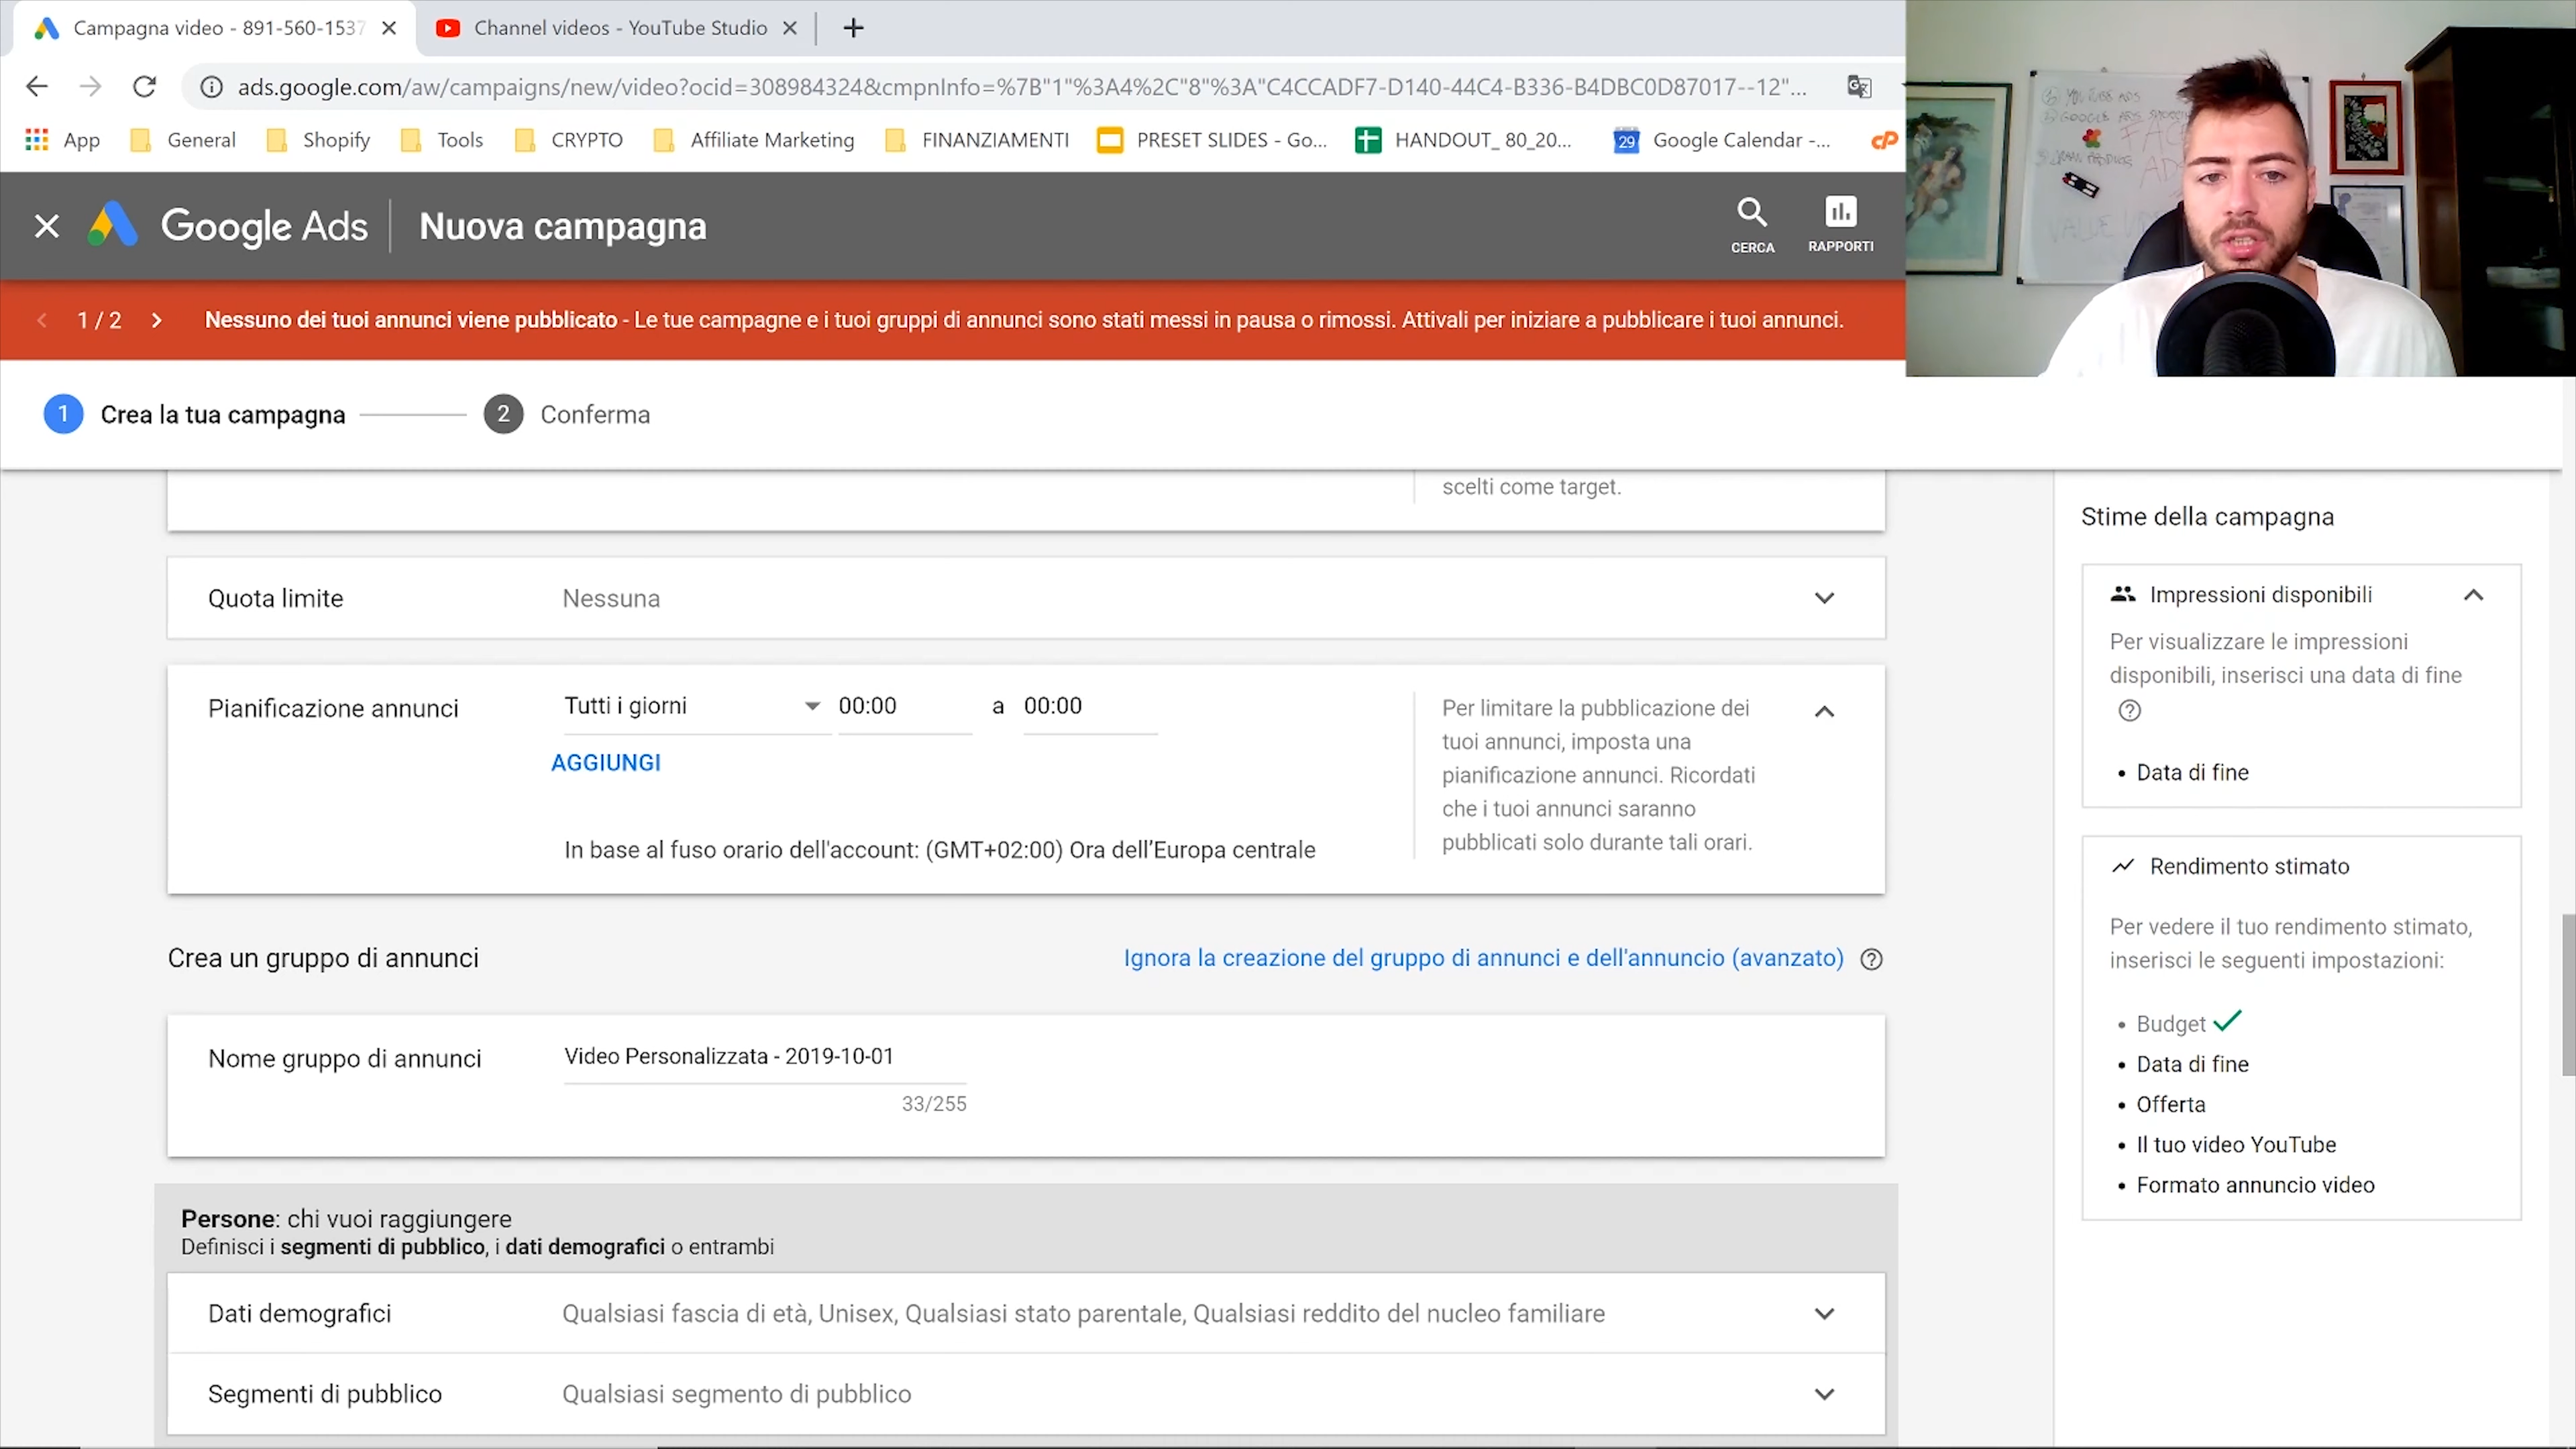 Campagna video - 891-560-1537
Channel videos - YouTube Studio
ads.google.com/aw/campaigns/new/video?ocid=308984324&cmpnInfo=%7B"1"%3A4%2C"8"%3A"C4CCADF7-D140-44C4-B336-B4DBC0D87017--12"...
App
General
Shopify
Tools
CRYPTO
Affiliate Marketing
FINANZIAMENTI
PRESET SLIDES - Go...
HANDOUT_ 80_20...
29
Google Calendar -...
Google Ads
Nuova campagna
CERCA
RAPPORTI
1 / 2
Nessuno dei tuoi annunci viene pubblicato - Le tue campagne e i tuoi gruppi di annunci sono stati messi in pausa o rimossi. Attivali per iniziare a pubblicare i tuoi annunci.
1 Crea la tua campagna
2 Conferma
scelti come target.
Quota limite
Nessuna
Pianificazione annunci
Tutti i giorni
00:00
a
00:00
AGGIUNGI
In base al fuso orario dell'account: (GMT+02:00) Ora dell'Europa centrale
Per limitare la pubblicazione dei
tuoi annunci, imposta una
pianificazione annunci. Ricordati
che i tuoi annunci saranno
pubblicati solo durante tali orari.
Crea un gruppo di annunci
Ignora la creazione del gruppo di annunci e dell'annuncio (avanzato)
Nome gruppo di annunci
Video Personalizzata - 2019-10-01
33/255
Persone: chi vuoi raggiungere
Definisci i segmenti di pubblico, i dati demografici o entrambi
Dati demografici
Qualsiasi fascia di età, Unisex, Qualsiasi stato parentale, Qualsiasi reddito del nucleo familiare
Segmenti di pubblico
Qualsiasi segmento di pubblico
Stime della campagna
Impressioni disponibili
Per visualizzare le impressioni
disponibili, inserisci una data di fine
• Data di fine
Rendimento stimato
Per vedere il tuo rendimento stimato,
inserisci le seguenti impostazioni:
• Budget
• Data di fine
• Offerta
• Il tuo video YouTube
• Formato annuncio video